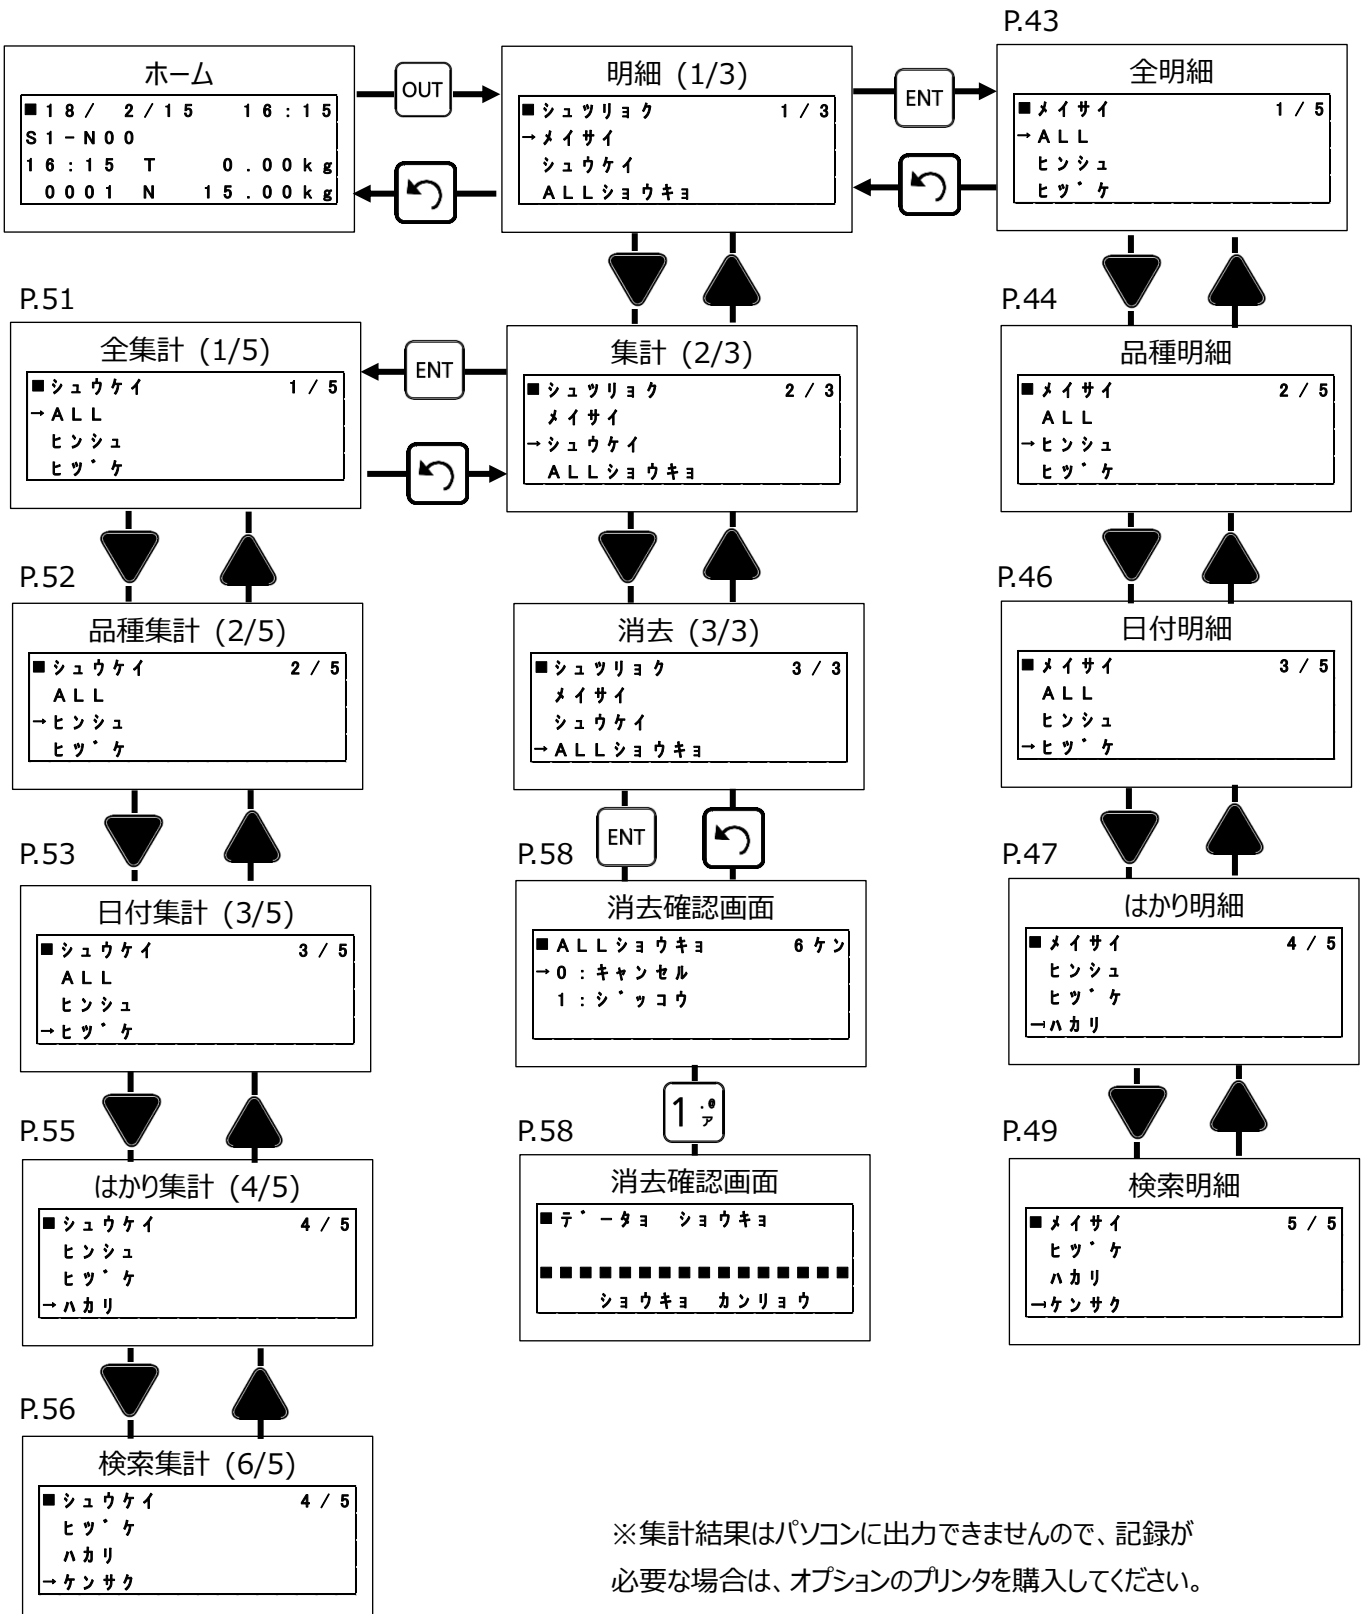 P.43
ホーム
■18/ 2/15 16:15
S1-N00
16:15 T 0.00kg
0001 N 15.00kg
OUT
明細 (1/3)
■シュツリョク 1/3
→メイサイ
シュウケイ
ALLショウキョ
ENT
全明細
■メイサイ 1/5
→ALL
ヒンシュ
ヒヅケ
P.51
全集計 (1/5)
■シュウケイ 1/5
→ALL
ヒンシュ
ヒヅケ
ENT
集計 (2/3)
■シュツリョク 2/3
メイサイ
→シュウケイ
ALLショウキョ
P.44
品種明細
■メイサイ 2/5
ALL
→ヒンシュ
ヒヅケ
P.52
品種集計 (2/5)
■シュウケイ 2/5
ALL
→ヒンシュ
ヒヅケ
消去 (3/3)
■シュツリョク 3/3
メイサイ
シュウケイ
→ALLショウキョ
P.46
日付明細
■メイサイ 3/5
ALL
ヒンシュ
→ヒヅケ
P.53
日付集計 (3/5)
■シュウケイ 3/5
ALL
ヒンシュ
→ヒヅケ
ENT
P.58
消去確認画面
■ALLショウキョ 6ケン
→0:キャンセル
1:ジッコウ
P.47
はかり明細
■メイサイ 4/5
ヒンシュ
ヒヅケ
→ハカリ
P.55
はかり集計 (4/5)
■シュウケイ 4/5
ヒンシュ
ヒヅケ
→ハカリ
1 .@
ア
P.58
消去確認画面
■データョ ショウキョ
■■■■■■■■■■■■■■■■
ショウキョ カンリョウ
P.49
検索明細
■メイサイ 5/5
ヒヅケ
ハカリ
→ケンサク
P.56
検索集計 (6/5)
■シュウケイ 4/5
ヒヅケ
ハカリ
→ケンサク
※集計結果はパソコンに出力できませんので、記録が
必要な場合は、オプションのプリンタを購入してください。